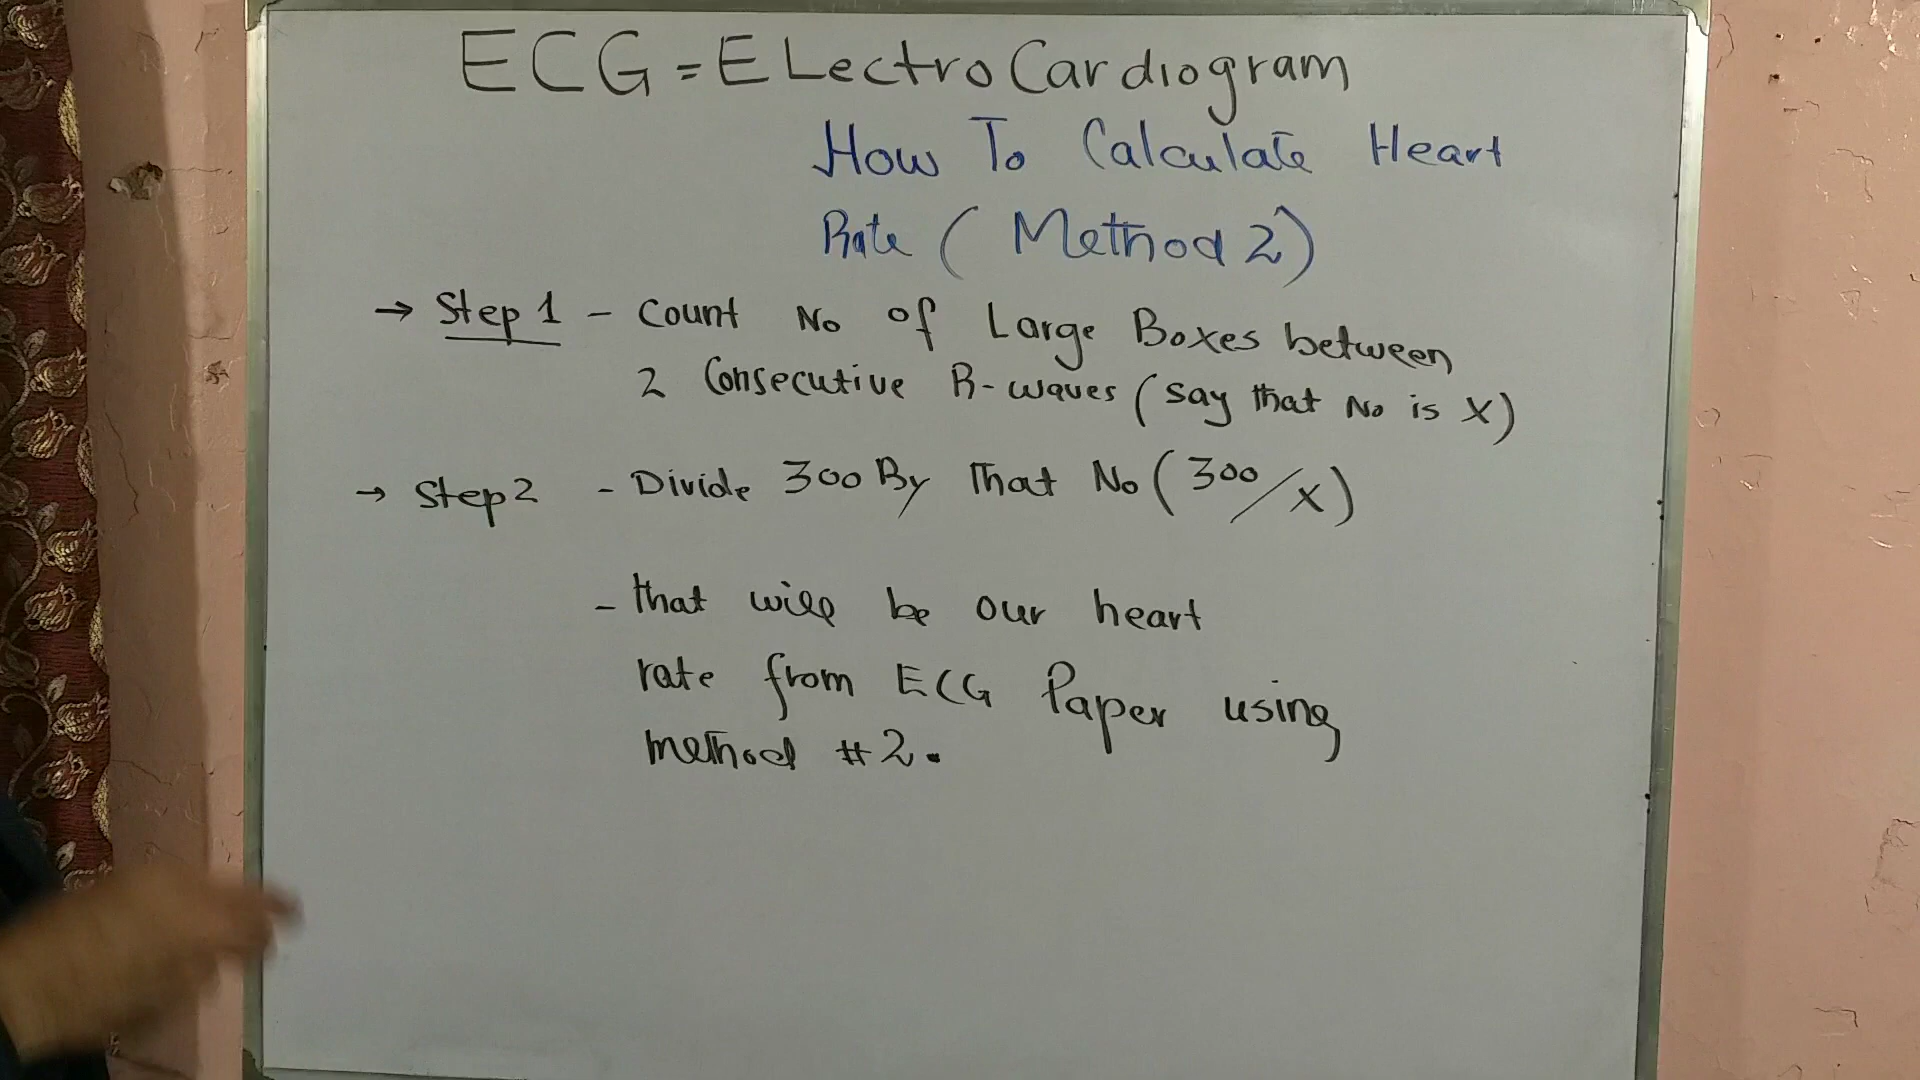 ECG = ELectroCardiogram
How To Calculate Heart
Rate ( Method 2)
→ Step 1 - Count No of Large Boxes between
2 Consecutive R-waves (say that No is X)
→ Step 2 - Divide 300 By That No (300/X)
- that will be our heart
rate from ECG Paper using
method #2.